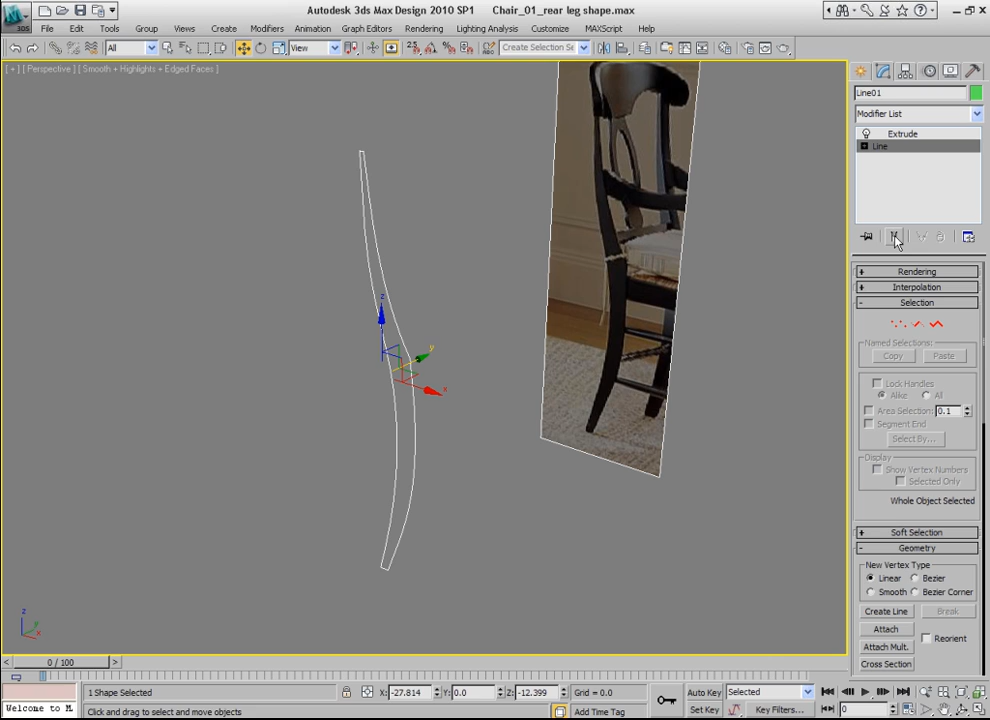 Autodesk 3ds Max Design 2010 SP1 Chair_01_rear leg shape.max
3DS File Edit Tools Group Views Create Modifiers Animation Graph Editors Rendering Lighting Analysis Customize MAXScript Help
All View 2.5 Create Selection Se
[ + ] [ Perspective ] [ Smooth + Highlights + Edged Faces ]
Line01
Modifier List
Extrude
Line
+ Rendering
+ Interpolation
- Selection
Named Selections:
Copy Paste
Lock Handles
Alike All
Area Selection: 0.1
Segment End
Select By...
Display
Show Vertex Numbers
Selected Only
Whole Object Selected
+ Soft Selection
- Geometry
New Vertex Type
Linear Bezier
Smooth Bezier Corner
Create Line Break
Attach
Reorient
Attach Mult.
Cross Section
z
y
x
z
y
x
< 0 / 100 >
1 Shape Selected X: -27.814 Y: 0.0 Z: -12.399 Grid = 0.0 Auto Key Selected
Welcome to M Click and drag to select and move objects Add Time Tag Set Key Key Filters... 0